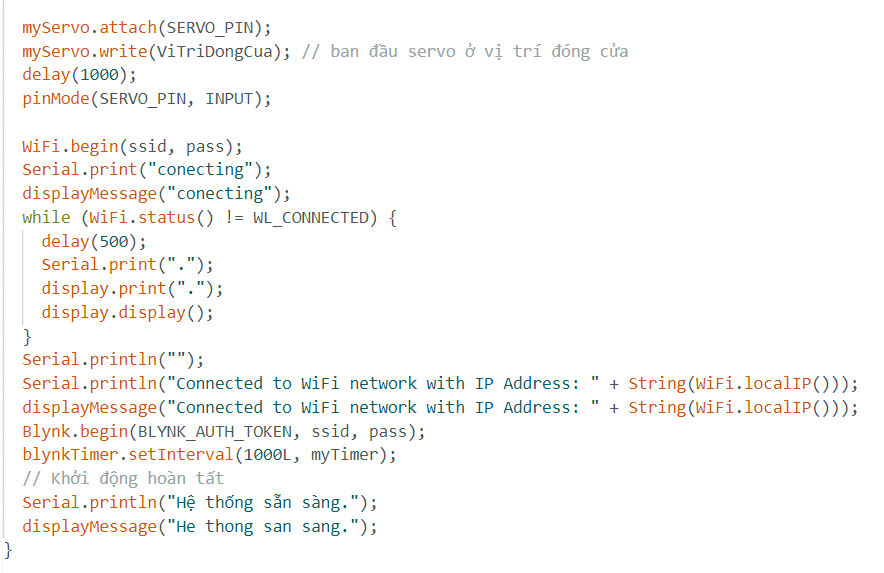 myServo.attach(SERVO_PIN);
myServo.write(ViTriDongCua); // ban đầu servo ở vị trí đóng cửa
delay(1000);
pinMode(SERVO_PIN, INPUT);
WiFi.begin(ssid, pass);
Serial.print("conecting");
displayMessage("conecting");
while (WiFi.status() != WL_CONNECTED) {
delay(500);
Serial.print(".");
display.print(".");
display.display();
}
Serial.println("");
Serial.println("Connected to WiFi network with IP Address: " + String(WiFi.localIP()));
displayMessage("Connected to WiFi network with IP Address: " + String(WiFi.localIP()));
Blynk.begin(BLYNK_AUTH_TOKEN, ssid, pass);
blynkTimer.setInterval(1000L, myTimer);
// Khởi động hoàn tất
Serial.println("Hệ thống sẵn sàng.");
displayMessage("He thong san sang.");
}